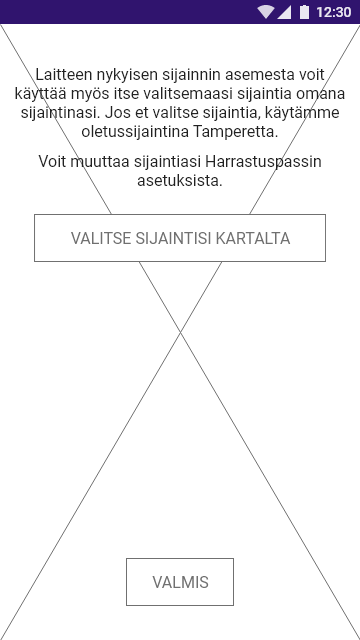 12:30
Laitteen nykyisen sijainnin asemesta voit
käyttää myös itse valitsemaasi sijaintia omana
sijaintinasi. Jos et valitse sijaintia, käytämme
oletussijaintina Tamperetta.
Voit muuttaa sijaintiasi Harrastuspassin
asetuksista.
VALITSE SIJAINTISI KARTALTA
VALMIS